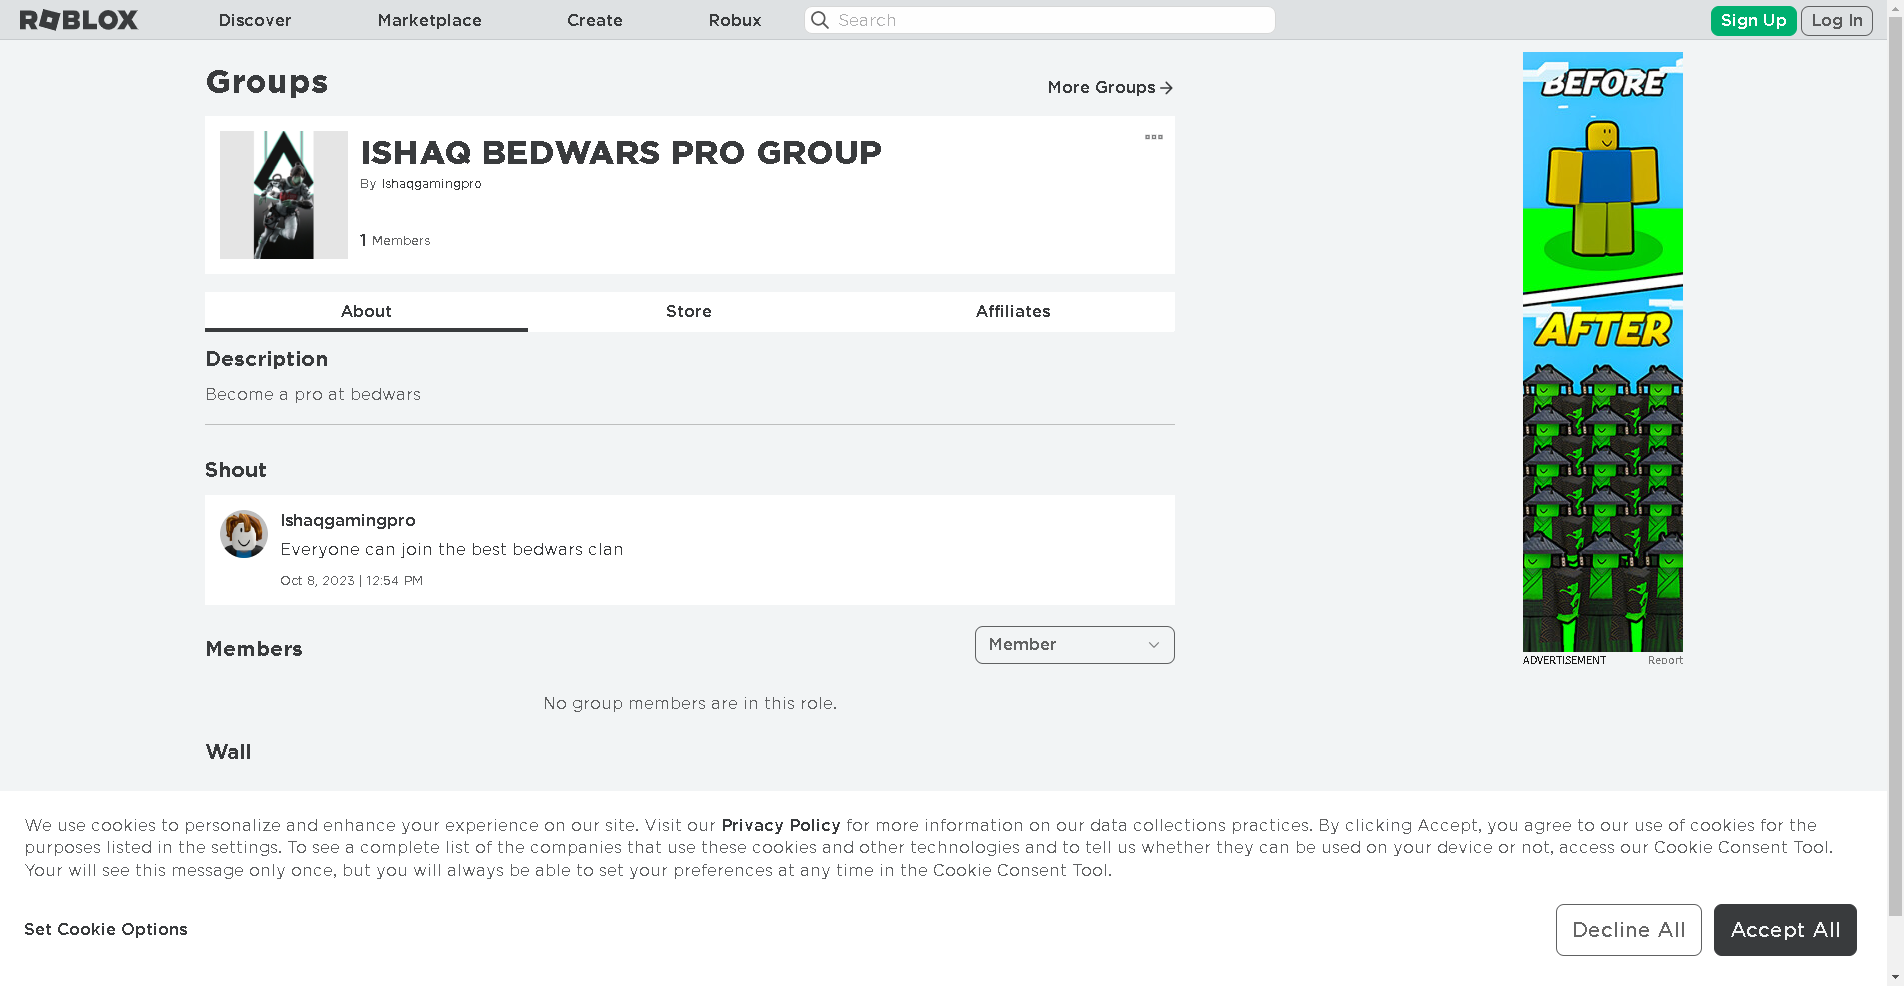 ROBLOX Discover Marketplace Create Robux Search Sign Up Log In
Groups
More Groups
ISHAQ BEDWARS PRO GROUP
By Ishaqgamingpro
1 Members
About Store Affiliates
Description
Become a pro at bedwars
Shout
Ishaqgamingpro
Everyone can join the best bedwars clan
Oct 8, 2023 | 12:54 PM
Members
Member
No group members are in this role.
Wall
BEFORE
AFTER
ADVERTISEMENT Report
We use cookies to personalize and enhance your experience on our site. Visit our Privacy Policy for more information on our data collections practices. By clicking Accept, you agree to our use of cookies for the
purposes listed in the settings. To see a complete list of the companies that use these cookies and other technologies and to tell us whether they can be used on your device or not, access our Cookie Consent Tool.
Your will see this message only once, but you will always be able to set your preferences at any time in the Cookie Consent Tool.
Set Cookie Options
Decline All
Accept All